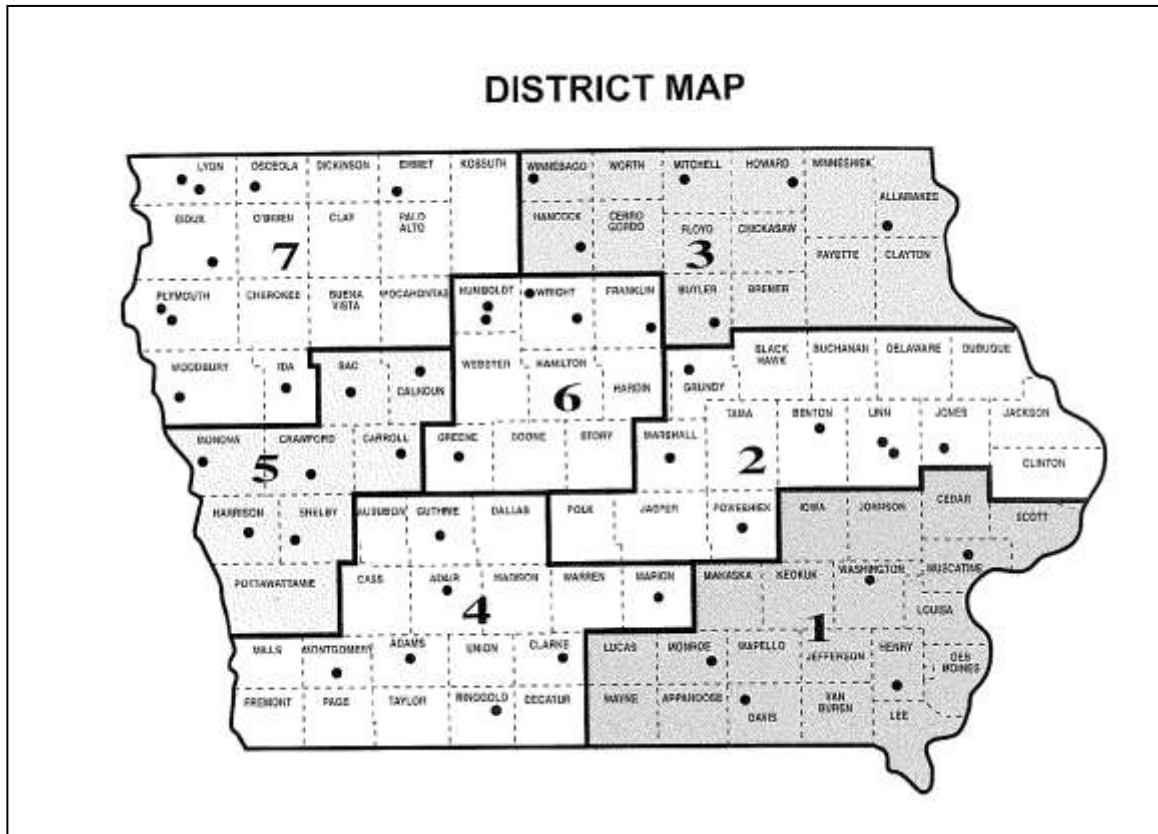 DISTRICT MAP
LYON
OSCEOLA
DICKINSON
EMMET
KOSSUTH
WINNEBAGO
WORTH
MITCHELL
HOWARD
WINNESHIEK
ALLAMAKEE
SIOUX
O'BRIEN
CLAY
PALO
ALTO
HANCOCK
CERRO
GORDO
FLOYD
CHICKASAW
7
3
FAYETTE
CLAYTON
PLYMOUTH
CHEROKEE
BUENA
VISTA
POCAHONTAS
HUMBOLDT
WRIGHT
FRANKLIN
BUTLER
BREMER
WOODBURY
IDA
SAC
CALHOUN
WEBSTER
HAMILTON
HARDIN
6
GRUNDY
BLACK
HAWK
BUCHANAN
DELAWARE
DUBUQUE
MONONA
CRAWFORD
CARROLL
5
GREENE
BOONE
STORY
MARSHALL
TAMA
2
BENTON
LINN
JONES
JACKSON
CLINTON
HARRISON
SHELBY
AUDUBON
GUTHRIE
DALLAS
POLK
JASPER
POWESHIEK
IOWA
JOHNSON
CEDAR
SCOTT
POTTAWATTAMIE
CASS
ADAIR
MADISON
WARREN
MARION
4
MAHASKA
KEOKUK
WASHINGTON
MUSCATINE
LOUISA
1
MILLS
MONTGOMERY
ADAMS
UNION
CLARKE
LUCAS
MONROE
WAPELLO
JEFFERSON
HENRY
DES
MOINES
FREMONT
PAGE
TAYLOR
RINGGOLD
DECATUR
WAYNE
APPANOOSE
DAVIS
VAN
BUREN
LEE